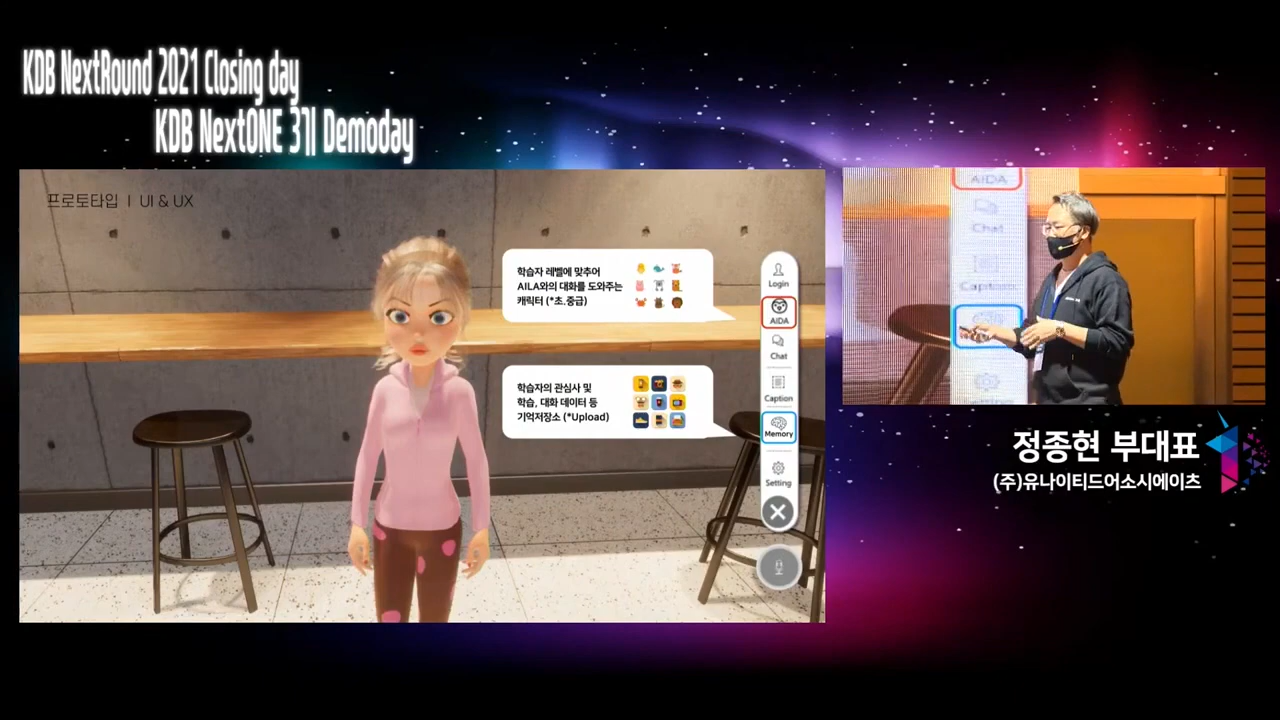 KDB NextRound 2021 Closing day
KDB NextONE 3기 Demoday
프로토타입 | UI & UX
학습자 레벨에 맞추어
AILA와의 대화를 도와주는
캐릭터 (*초.중급)
학습자의 관심사 및
학습, 대화 데이터 등
기억저장소 (*Upload)
Login
AIDA
Chat
Caption
Memory
Setting
AIDA
Chat
Caption
정종현 부대표
(주)유나이티드어소시에이츠